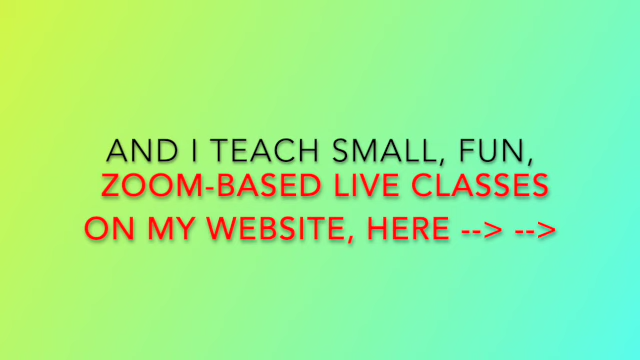 AND I TEACH SMALL, FUN,
ZOOM-BASED LIVE CLASSES
ON MY WEBSITE, HERE --> -->